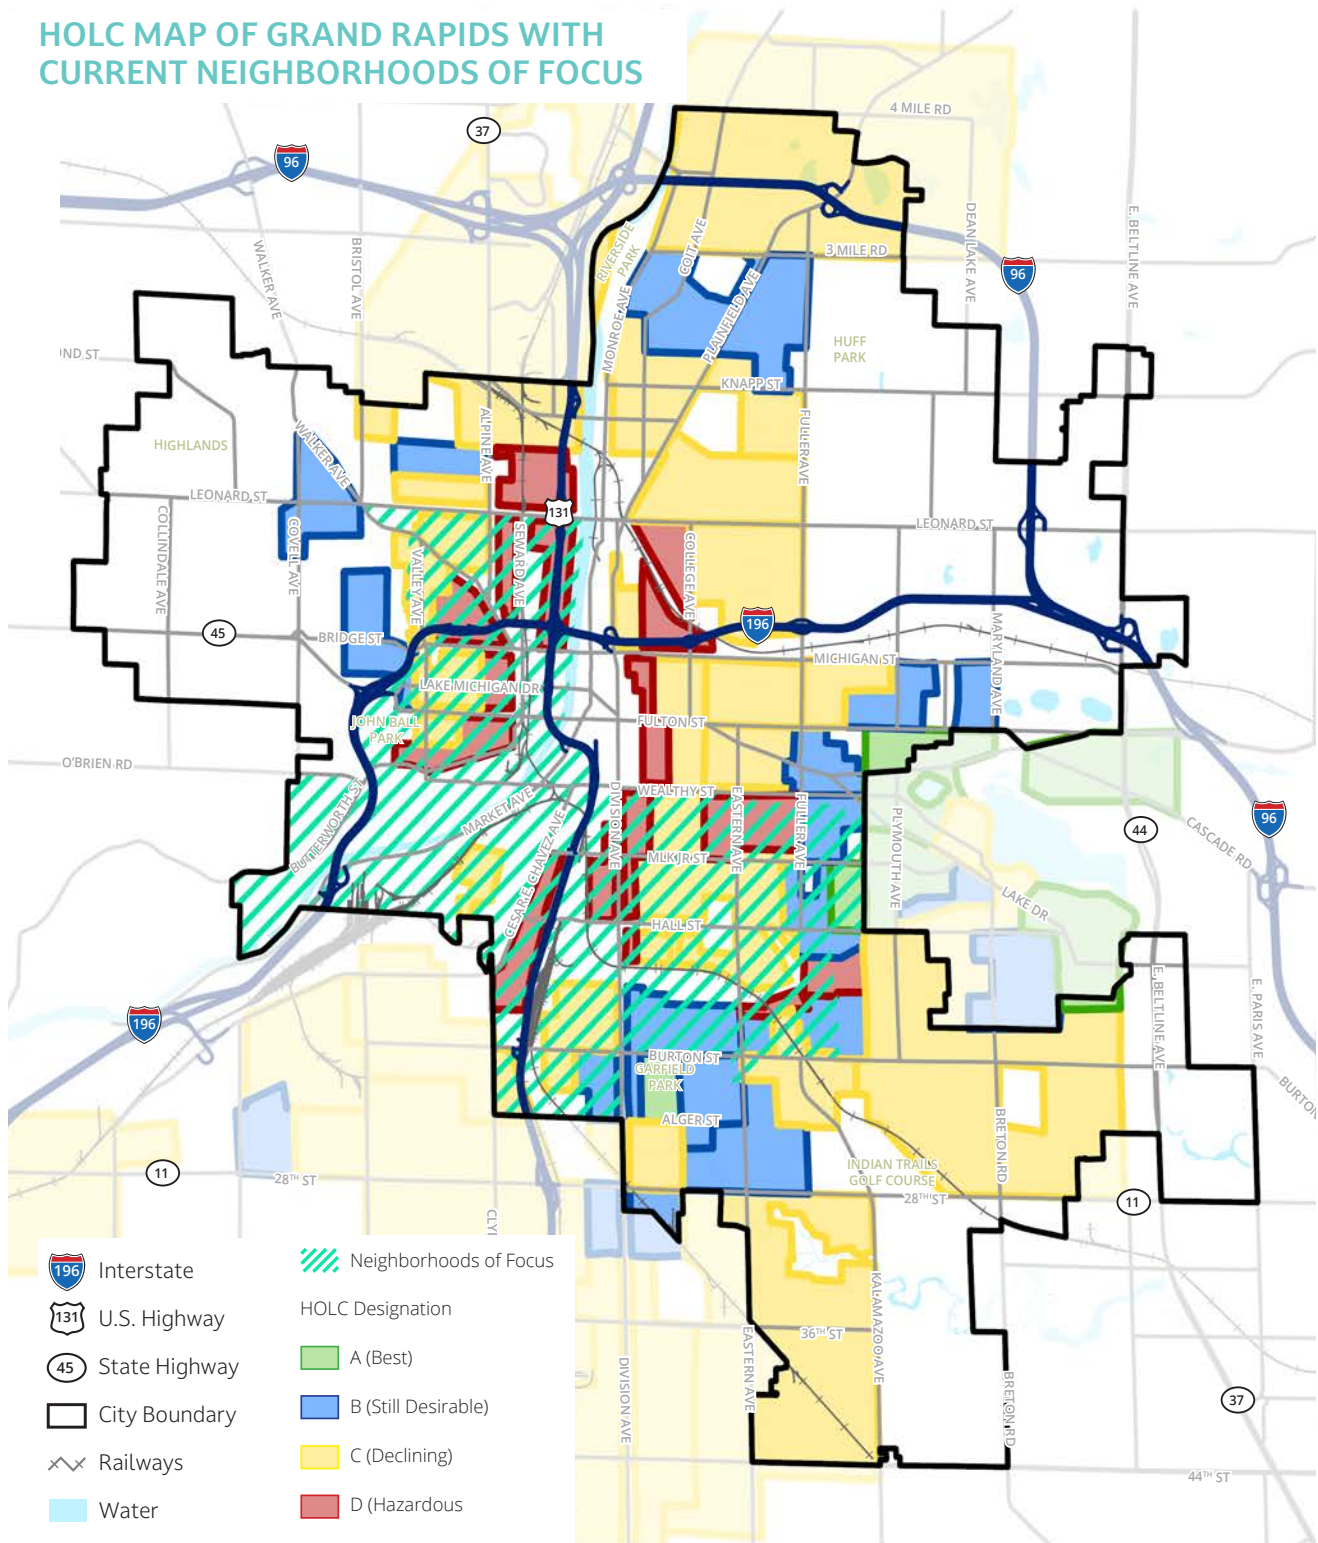 HOLC MAP OF GRAND RAPIDS WITH
CURRENT NEIGHBORHOODS OF FOCUS
4 MILE RD
37
96
RIVERSIDE
PARK
COIT AVE
3 MILE RD
DEAN LAKE AVE
E. BELTLINE AVE
96
WALKER AVE
BRISTOL AVE
MONROE AVE
PLAINFIELD AVE
HUFF
PARK
ND ST
KNAPP ST
HIGHLANDS
WALKER AVE
ALPINE AVE
FULLER AVE
LEONARD ST
131
LEONARD ST
COLLINDALE AVE
COVELL AVE
VALLEY AVE
SEWARD AVE
COLLEGE AVE
45
BRIDGE ST
196
MICHIGAN ST
MARYLAND AVE
LAKE MICHIGAN DR
JOHN BALL
PARK
FULTON ST
O'BRIEN RD
BUTTERWORTH ST
MARKET AVE
CESAR E. CHAVEZ AVE
DIVISION AVE
WEALTHY ST
EASTERN AVE
FULLER AVE
PLYMOUTH AVE
44
CASCADE RD
96
MLK JR ST
LAKE DR
HALL ST
196
E. BELTLINE AVE
E. PARIS AVE
BURTON ST
GARFIELD
PARK
BURTON
ALGER ST
BRETON RD
11
28TH ST
INDIAN TRAILS
GOLF COURSE
28TH ST
11
CLY
KALAMAZOO AVE
36TH ST
EASTERN AVE
DIVISION AVE
BRETON RD
37
44TH ST
196 Interstate
131 U.S. Highway
45 State Highway
City Boundary
Railways
Water
Neighborhoods of Focus
HOLC Designation
A (Best)
B (Still Desirable)
C (Declining)
D (Hazardous